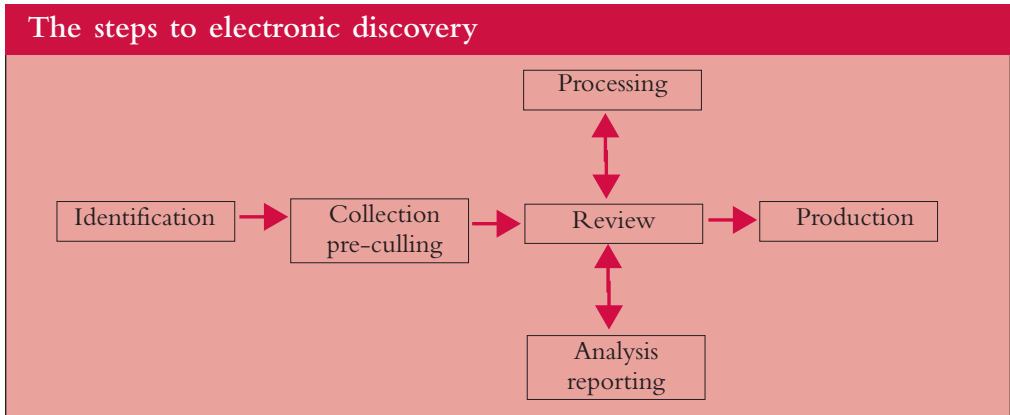 The steps to electronic discovery
Processing
Identification
Collection
pre-culling
Review
Production
Analysis
reporting